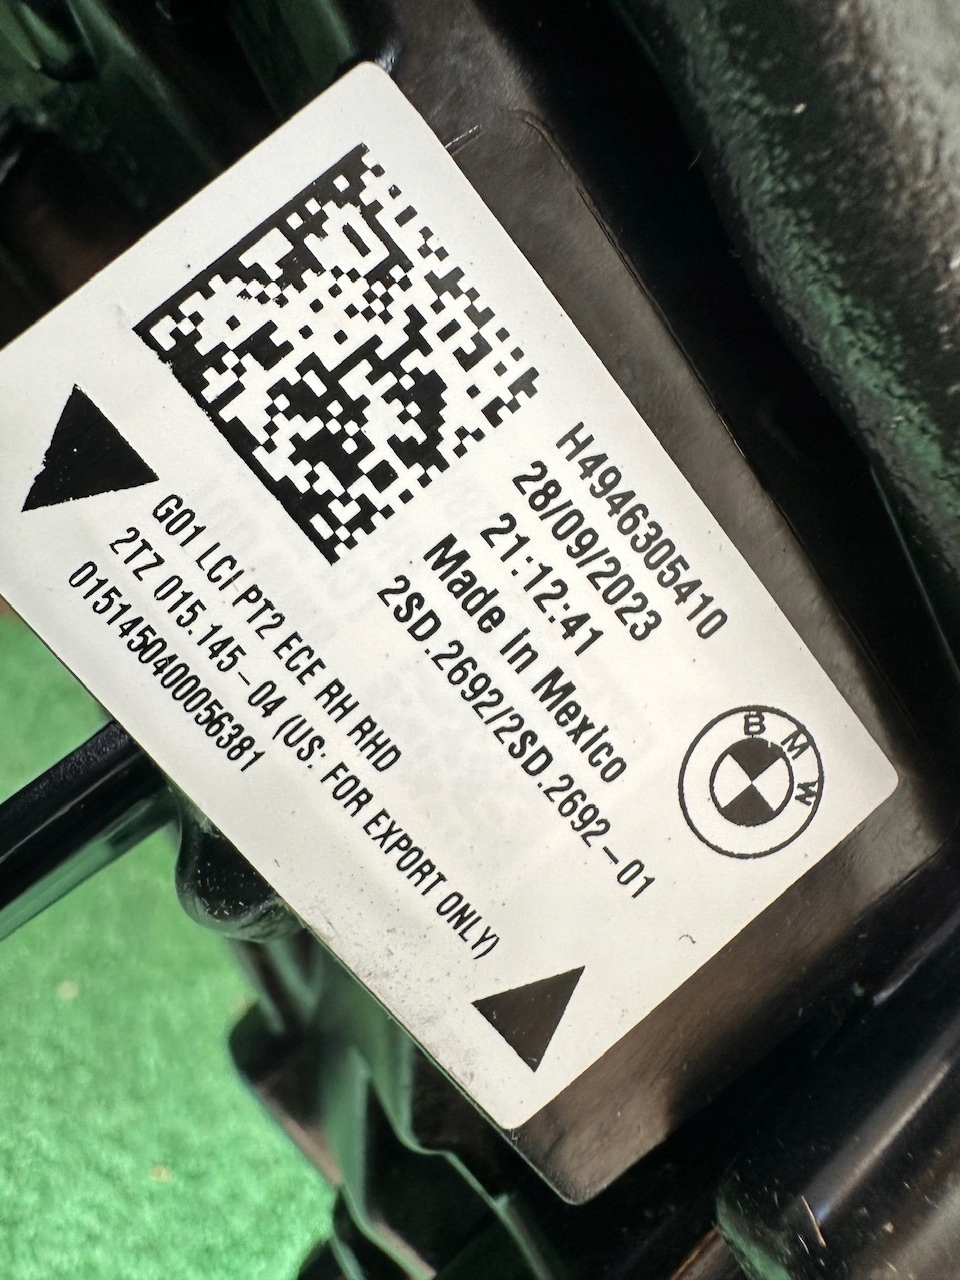 H4946305410
28/09/2023
21:12:41
Made In Mexico
2SD.2692/2SD.2692-01
BMW
G01 LCI PT2 ECE RH RHD
2TZ 015.145-04 (US: FOR EXPORT ONLY)
0151450400056381